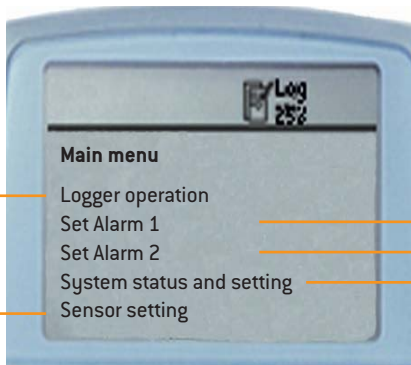 Log
25%
Main menu
Logger operation
Set Alarm 1
Set Alarm 2
System status and setting
Sensor setting